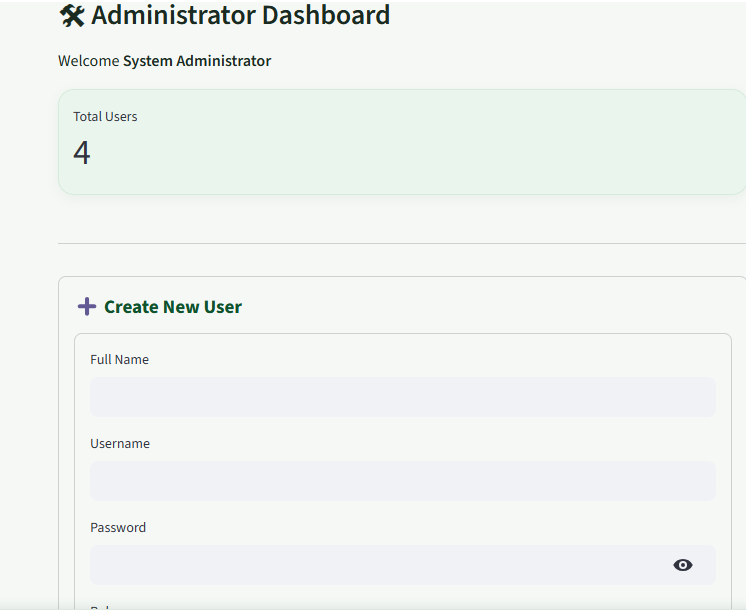 Administrator Dashboard
Welcome System Administrator
Total Users
4
Create New User
Full Name
Username
Password